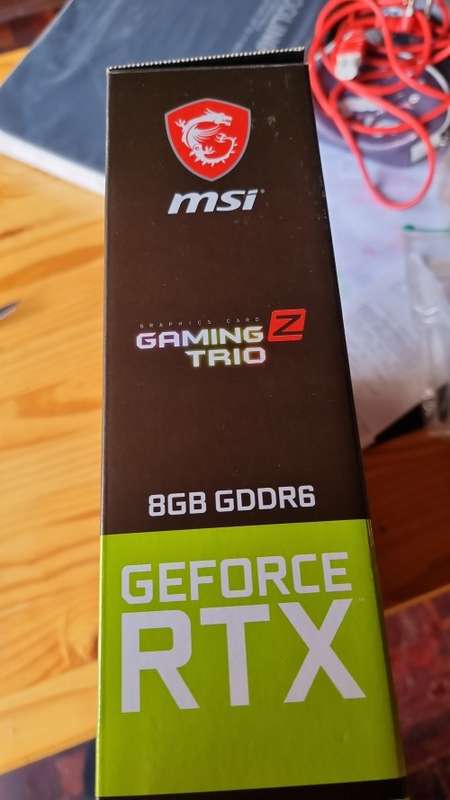 msi
GRAPHICS CARD
GAMING Z
TRIO
8GB GDDR6
GEFORCE
RTX